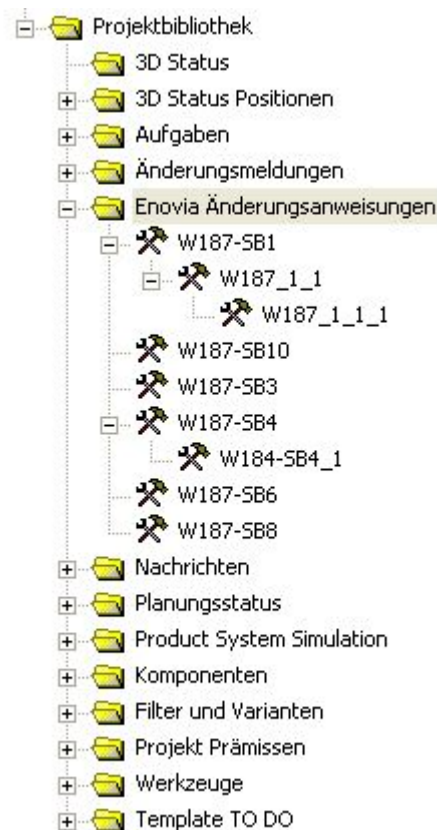 Projektbibliothek
3D Status
3D Status Positionen
Aufgaben
Änderungsmeldungen
Enovia Änderungsanweisungen
W187-SB1
W187_1_1
W187_1_1_1
W187-SB10
W187-SB3
W187-SB4
W184-SB4_1
W187-SB6
W187-SB8
Nachrichten
Planungsstatus
Product System Simulation
Komponenten
Filter und Varianten
Projekt Prämissen
Werkzeuge
Template TO DO